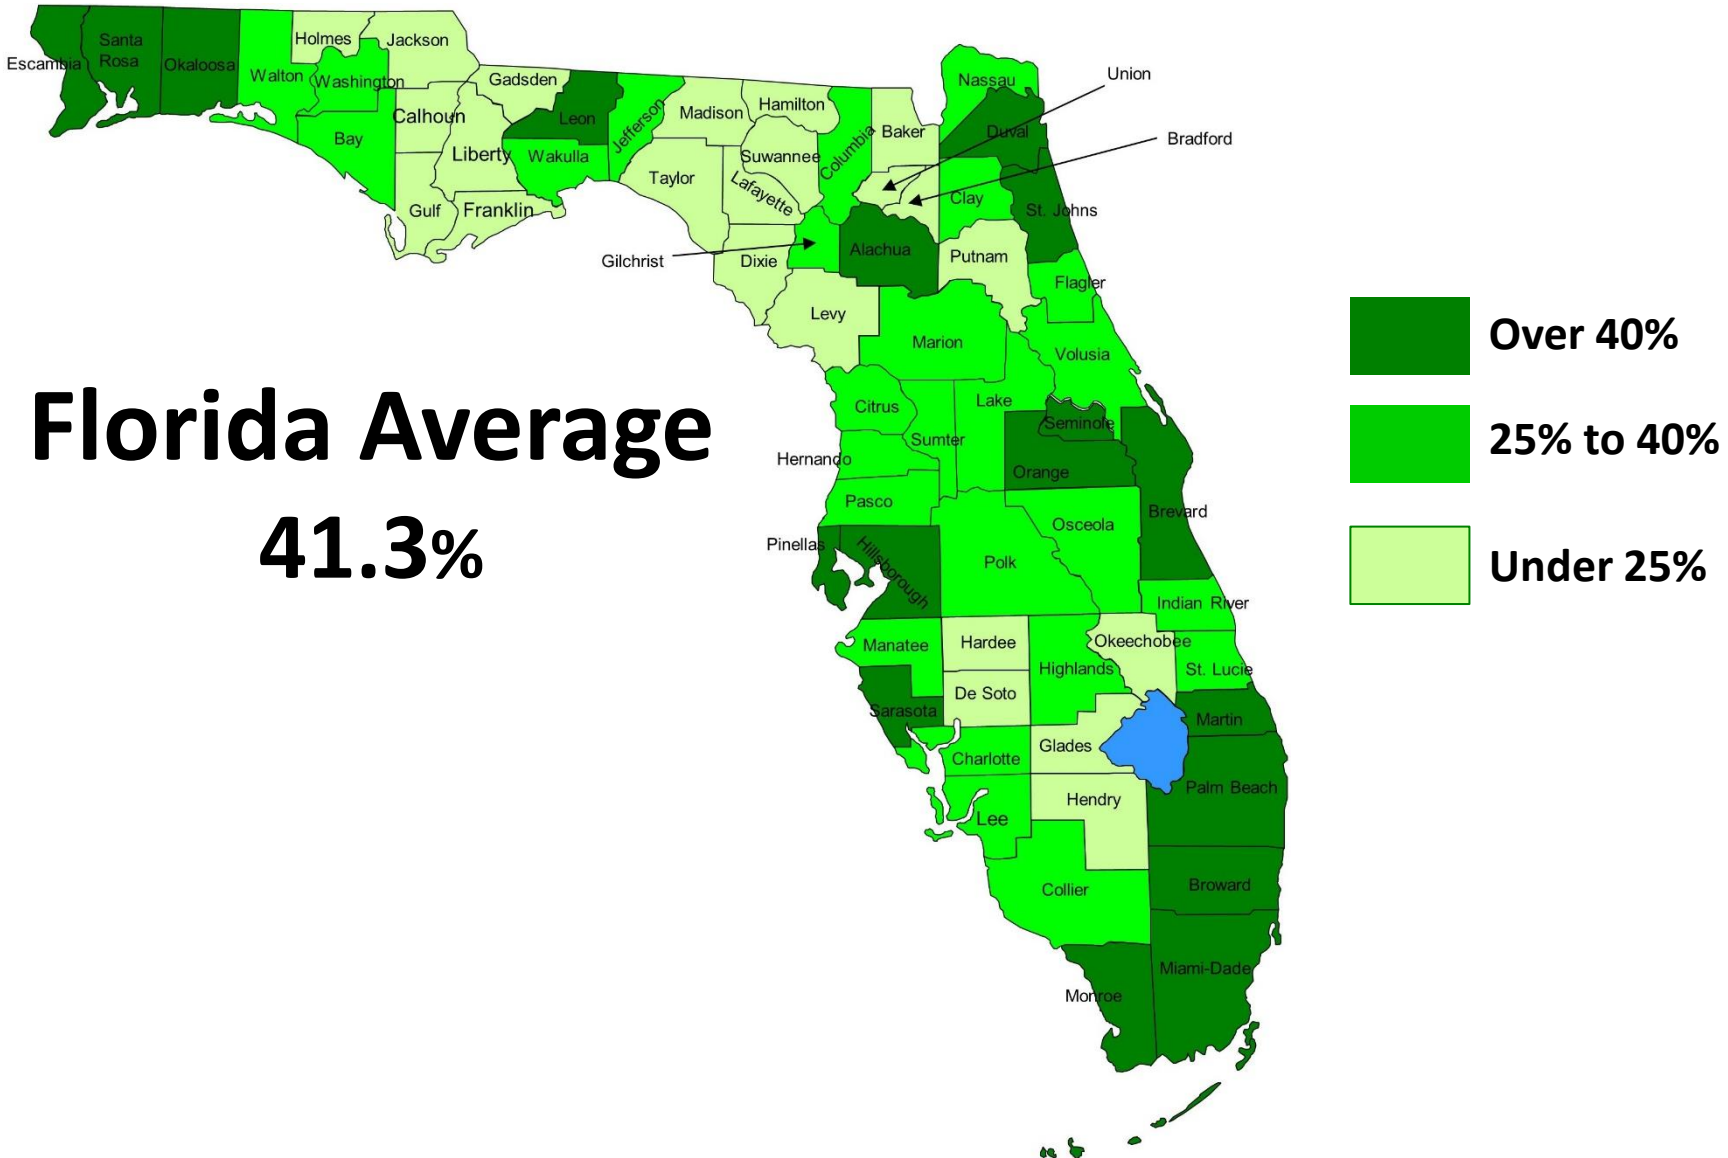 Escambia
Santa
Rosa
Okaloosa
Walton
Holmes
Washington
Jackson
Bay
Calhoun
Gulf
Liberty
Franklin
Gadsden
Leon
Wakulla
Jefferson
Madison
Taylor
Hamilton
Suwannee
Lafayette
Columbia
Baker
Nassau
Union
Duval
Bradford
Clay
St. Johns
Gilchrist
Dixie
Alachua
Putnam
Flagler
Levy
Marion
Volusia
Citrus
Lake
Sumter
Seminole
Hernando
Orange
Pasco
Brevard
Osceola
Pinellas
Hillsborough
Polk
Indian River
Manatee
Hardee
Okeechobee
Highlands
St. Lucie
De Soto
Sarasota
Martin
Glades
Charlotte
Palm Beach
Hendry
Lee
Collier
Broward
Miami-Dade
Monroe
Florida Average
41.3%
Over 40%
25% to 40%
Under 25%